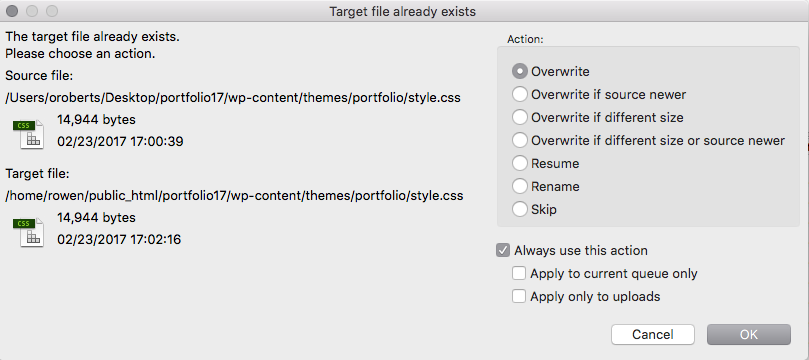 Target file already exists
The target file already exists.
Please choose an action.
Source file:
/Users/oroberts/Desktop/portfolio17/wp-content/themes/portfolio/style.css
CSS
14,944 bytes
02/23/2017 17:00:39
Target file:
/home/rowen/public_html/portfolio17/wp-content/themes/portfolio/style.css
CSS
14,944 bytes
02/23/2017 17:02:16
Action:
Overwrite
Overwrite if source newer
Overwrite if different size
Overwrite if different size or source newer
Resume
Rename
Skip
Always use this action
Apply to current queue only
Apply only to uploads
Cancel
OK